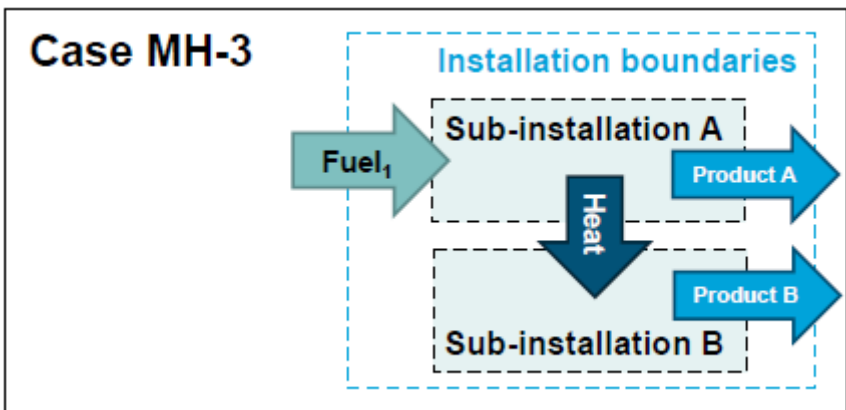 Case MH-3
Installation boundaries
Sub-installation A
Fuel₁
Product A
Heat
Product B
Sub-installation B